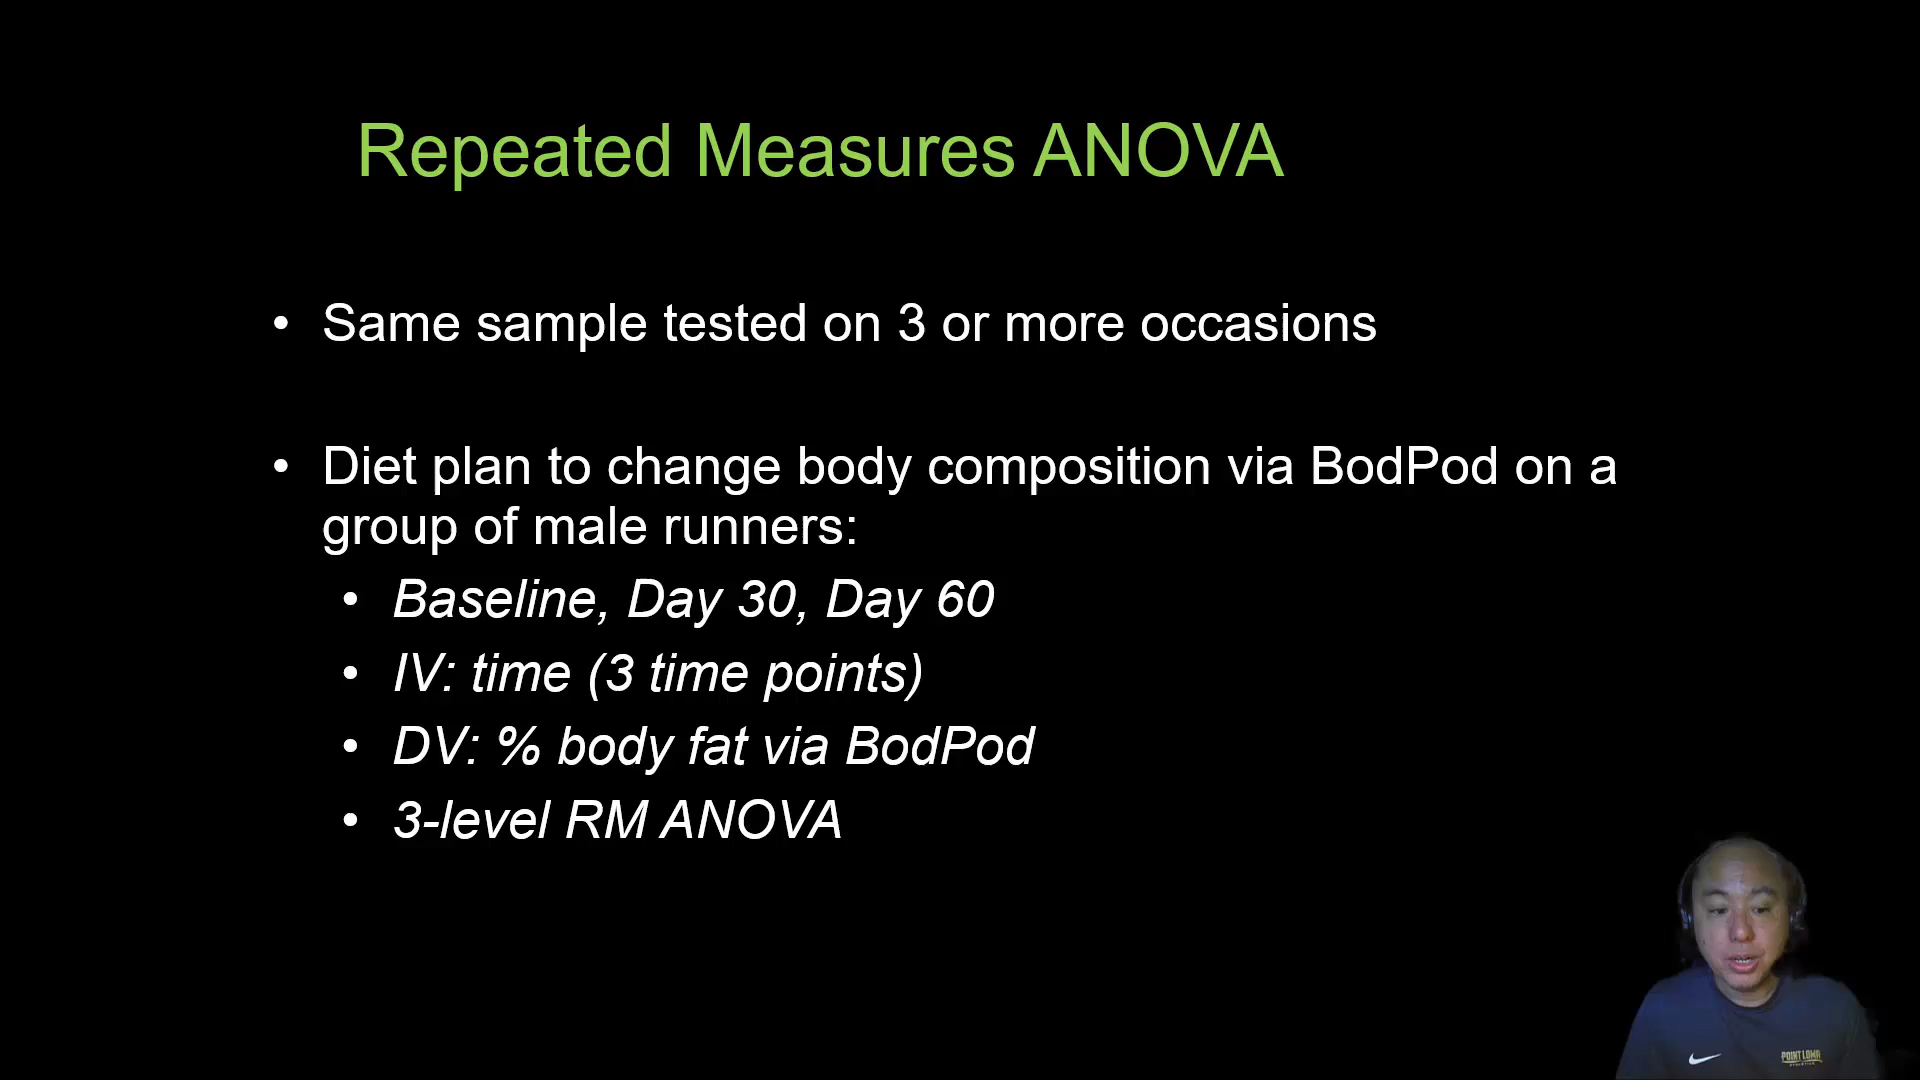 Repeated Measures ANOVA
• Same sample tested on 3 or more occasions
• Diet plan to change body composition via BodPod on a
group of male runners:
• Baseline, Day 30, Day 60
• IV: time (3 time points)
• DV: % body fat via BodPod
• 3-level RM ANOVA
POINT LOMA